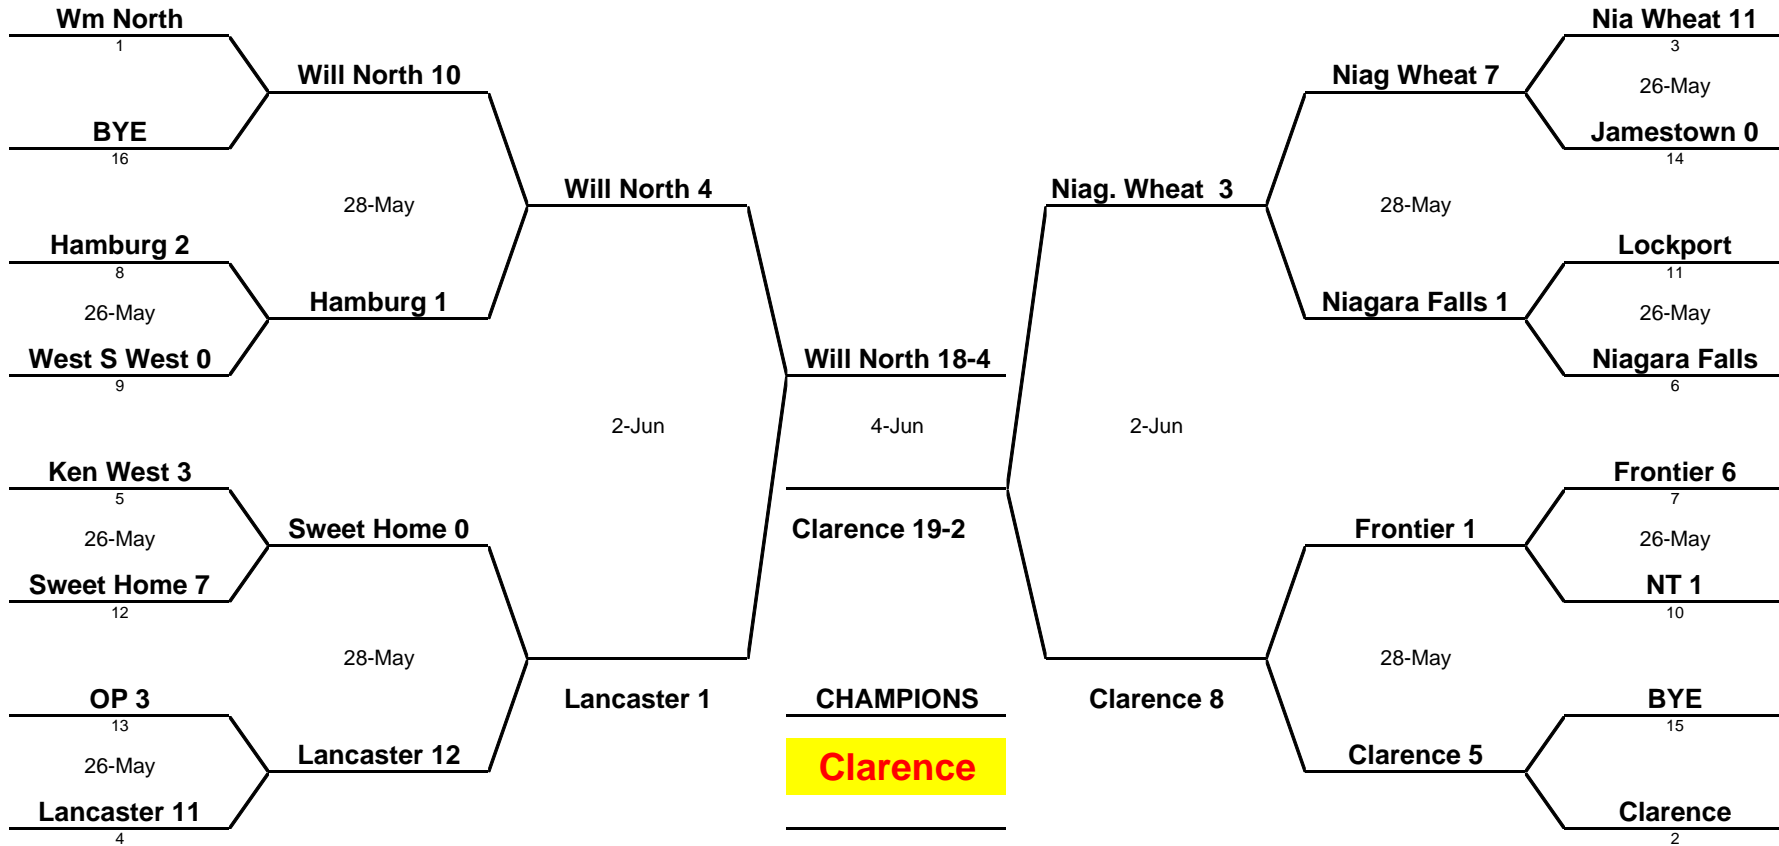 Wm North
1
BYE
16
Hamburg 2
8
26-May
West S West 0
9
Ken West 3
5
26-May
Sweet Home 7
12
OP 3
13
26-May
Lancaster 11
4
Will North 10
28-May
Hamburg 1
Sweet Home 0
28-May
Lancaster 12
Will North 4
2-Jun
Lancaster 1
Will North 18-4
4-Jun
Clarence 19-2
CHAMPIONS
Clarence
Niag. Wheat  3
2-Jun
Clarence 8
Niag Wheat 7
28-May
Niagara Falls 1
Frontier 1
28-May
Clarence 5
Nia Wheat 11
3
26-May
Jamestown 0
14
Lockport
11
26-May
Niagara Falls
6
Frontier 6
7
26-May
NT 1
10
BYE
15
Clarence
2